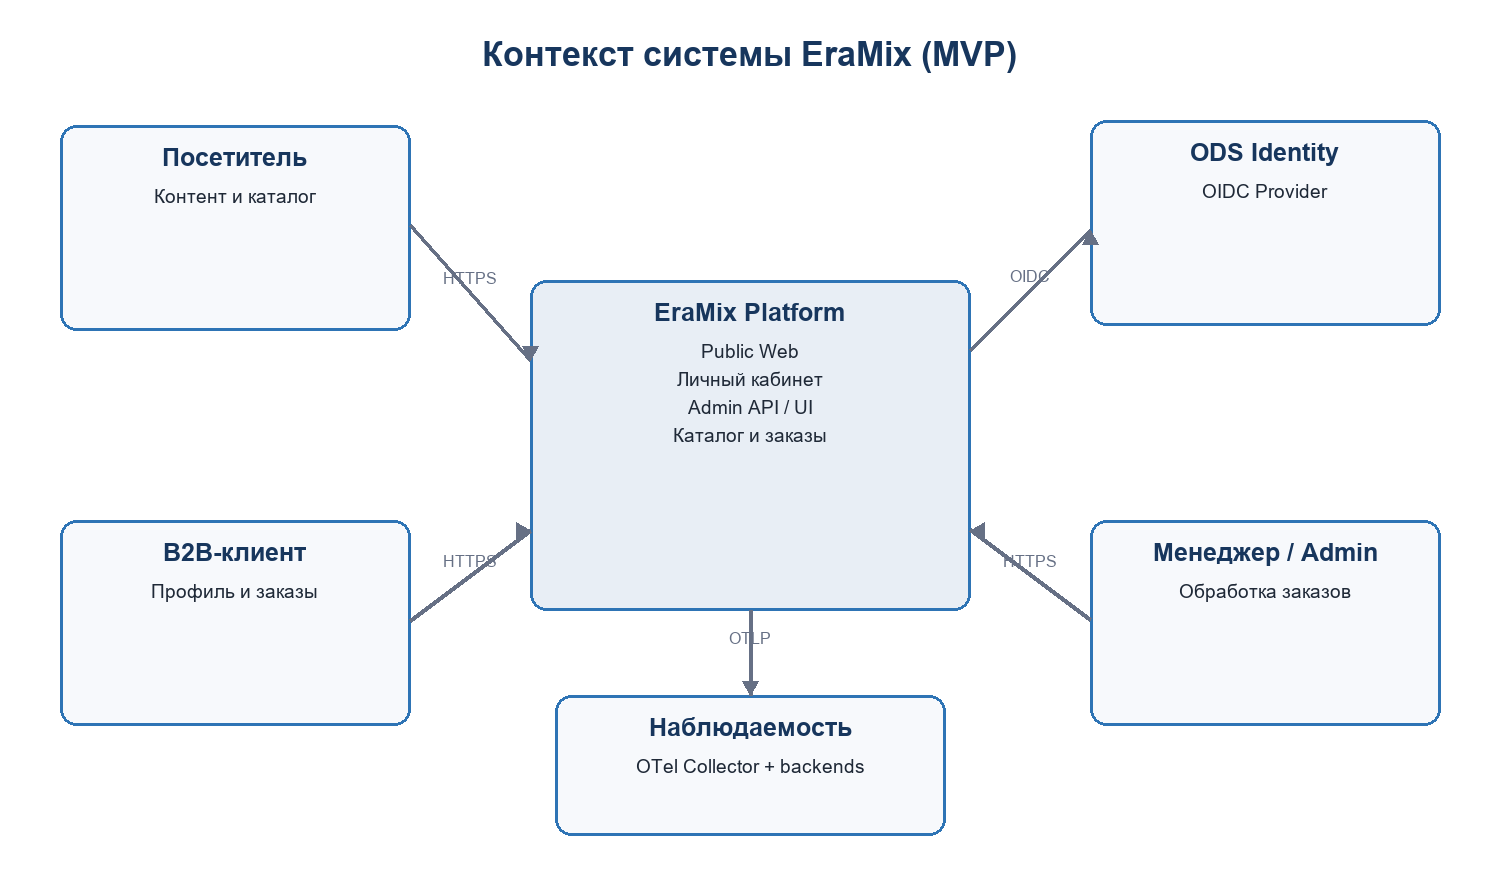 Контекст системы EraMix (MVP)
Посетитель
Контент и каталог
ODS Identity
OIDC Provider
HTTPS
OIDC
EraMix Platform
Public Web
Личный кабинет
Admin API / UI
Каталог и заказы
B2B-клиент
Профиль и заказы
HTTPS
HTTPS
Менеджер / Admin
Обработка заказов
OTLP
Наблюдаемость
OTel Collector + backends